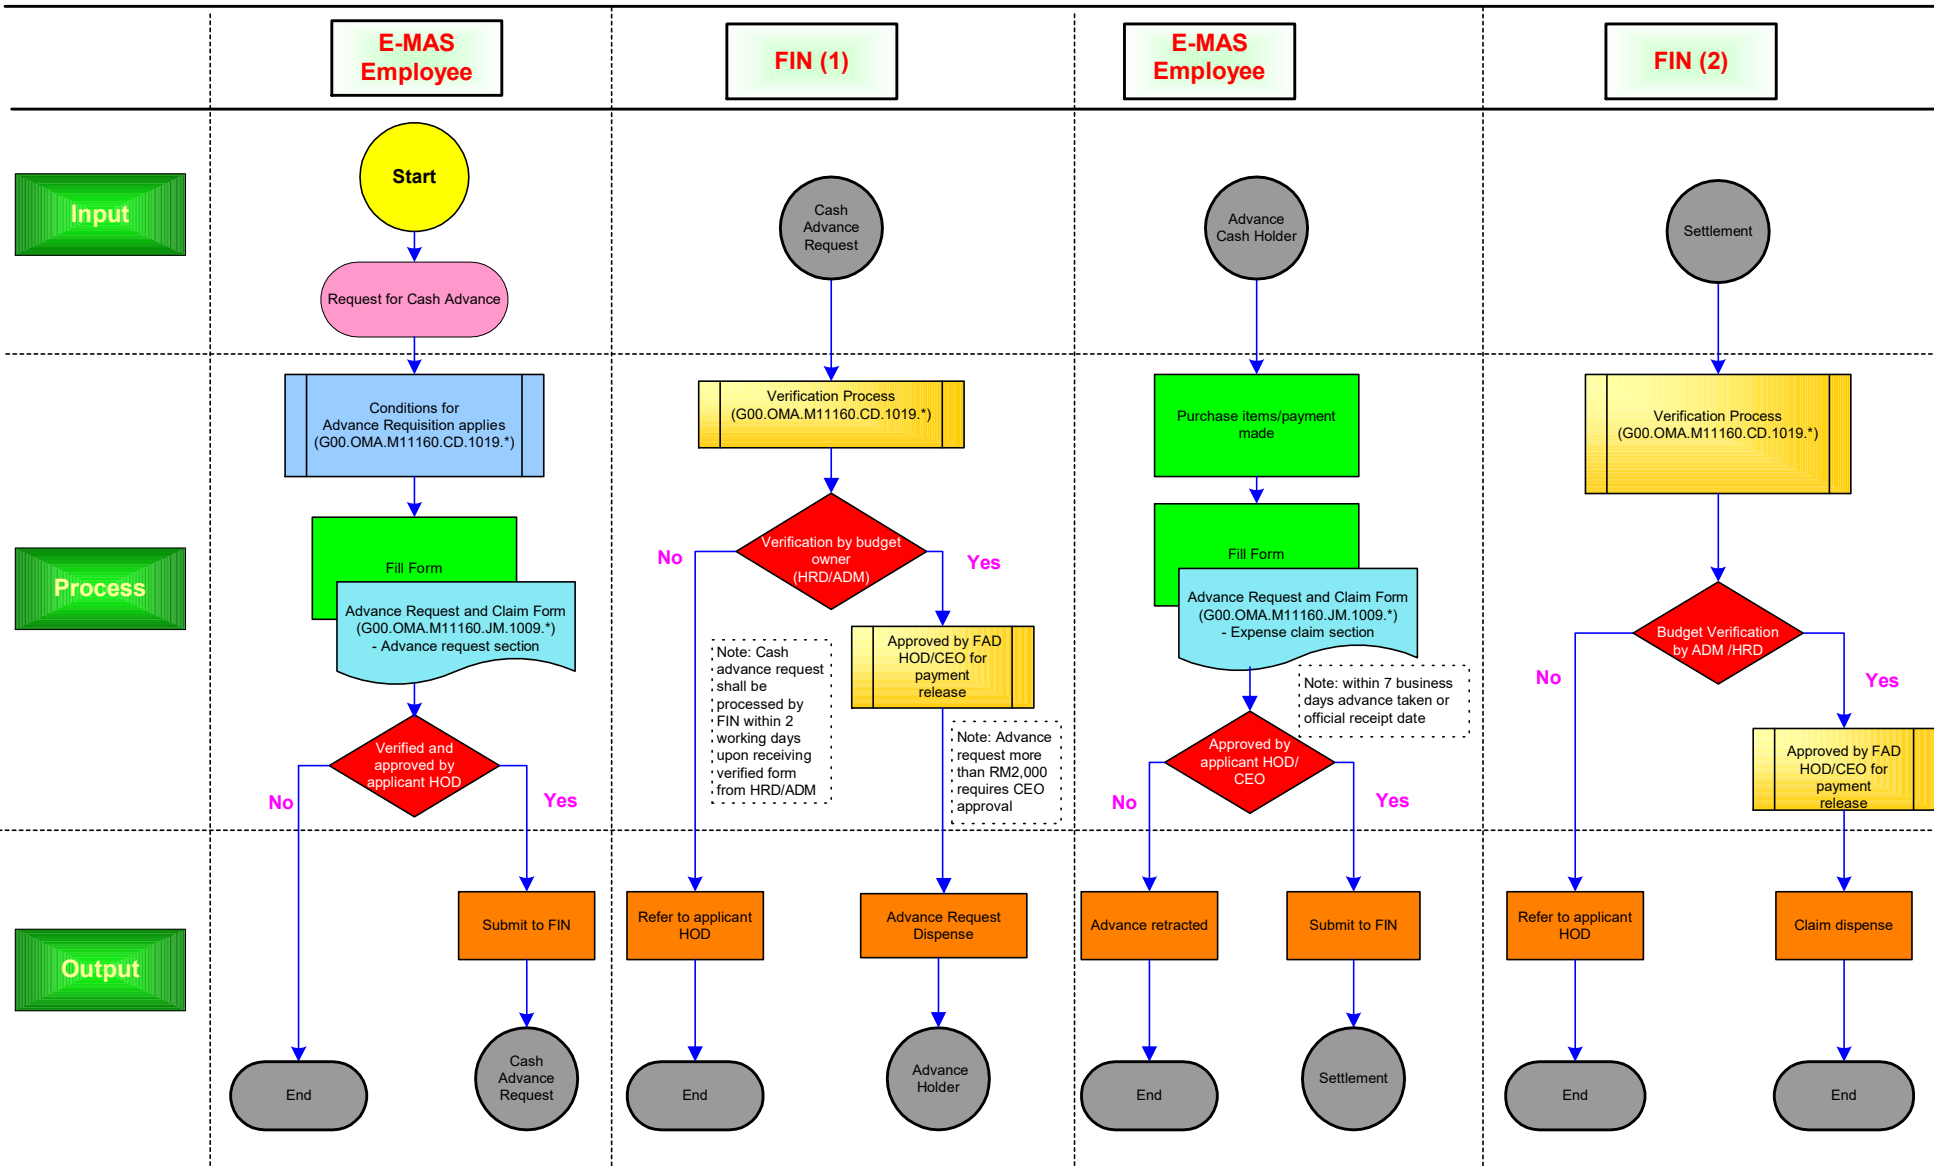 E-MAS
Employee
FIN (1)
E-MAS
Employee
FIN (2)
Input
Start
Request for Cash Advance
Cash
Advance
Request
Advance
Cash Holder
Settlement
Process
Conditions for
Advance Requisition applies
(G00.OMA.M11160.CD.1019.*)
Fill Form
Advance Request and Claim Form
(G00.OMA.M11160.JM.1009.*)
- Advance request section
Verified and
approved by
applicant HOD
No
Yes
Verification Process
(G00.OMA.M11160.CD.1019.*)
Verification by budget
owner
(HRD/ADM)
No
Yes
Note: Cash
advance request
shall be
processed by
FIN within 2
working days
upon receiving
verified form
from HRD/ADM
Approved by FAD
HOD/CEO for
payment
release
Note: Advance
request more
than RM2,000
requires CEO
approval
Purchase items/payment
made
Fill Form
Advance Request and Claim Form
(G00.OMA.M11160.JM.1009.*)
- Expense claim section
Note: within 7 business
days advance taken or
official receipt date
Approved by
applicant HOD/
CEO
No
Yes
Verification Process
(G00.OMA.M11160.CD.1019.*)
Budget Verification
by ADM /HRD
No
Yes
Approved by FAD
HOD/CEO for
payment
release
Output
Submit to FIN
End
Cash
Advance
Request
Refer to applicant
HOD
Advance Request
Dispense
End
Advance
Holder
Advance retracted
Submit to FIN
End
Settlement
Refer to applicant
HOD
Claim dispense
End
End